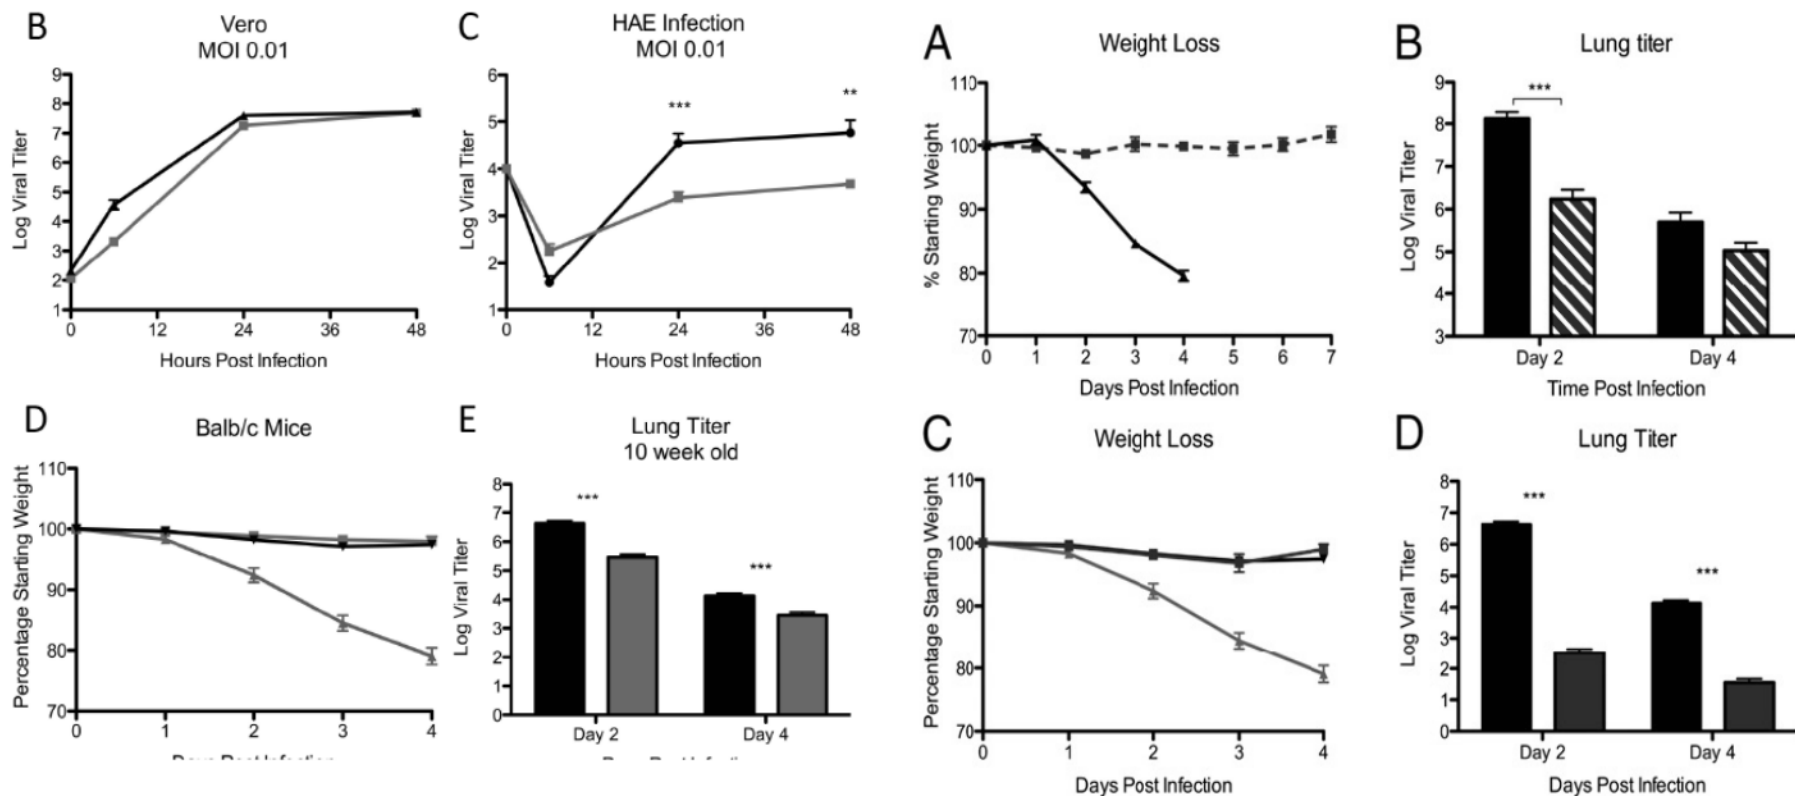 B
Vero
MOI 0.01
Log Viral Titer
9
8
7
6
5
4
3
2
1
0 12 24 36 48
Hours Post Infection
C
HAE Infection
MOI 0.01
Log Viral Titer
6
5
4
3
2
1
***
**
0 12 24 36 48
Hours Post Infection
A
Weight Loss
% Starting Weight
110
100
90
80
70
0 1 2 3 4 5 6 7
Days Post Infection
B
Lung titer
Log Viral Titer
9
8
7
6
5
4
3
***
Day 2 Day 4
Time Post Infection
D
Balb/c Mice
Percentage Starting Weight
110
100
90
80
70
0 1 2 3 4
Days Post Infection
E
Lung Titer
10 week old
Log Viral Titer
8
7
6
5
4
3
2
1
0
***
***
Day 2 Day 4
C
Weight Loss
Percentage Starting Weight
110
100
90
80
70
0 1 2 3 4
Days Post Infection
D
Lung Titer
Log Viral Titer
8
7
6
5
4
3
2
1
0
***
***
Day 2 Day 4
Days Post Infection